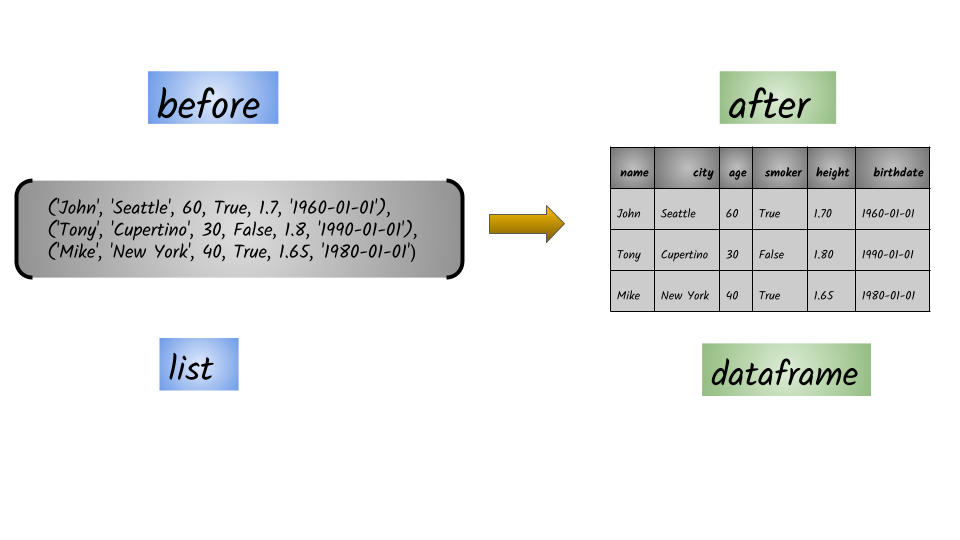 before
after
('John', 'Seattle', 60, True, 1.7, '1960-01-01'),
('Tony', 'Cupertino', 30, False, 1.8, '1990-01-01'),
('Mike', 'New York', 40, True, 1.65, '1980-01-01')
name city age smoker height birthdate
John Seattle 60 True 1.70 1960-01-01
Tony Cupertino 30 False 1.80 1990-01-01
Mike New York 40 True 1.65 1980-01-01
list
dataframe